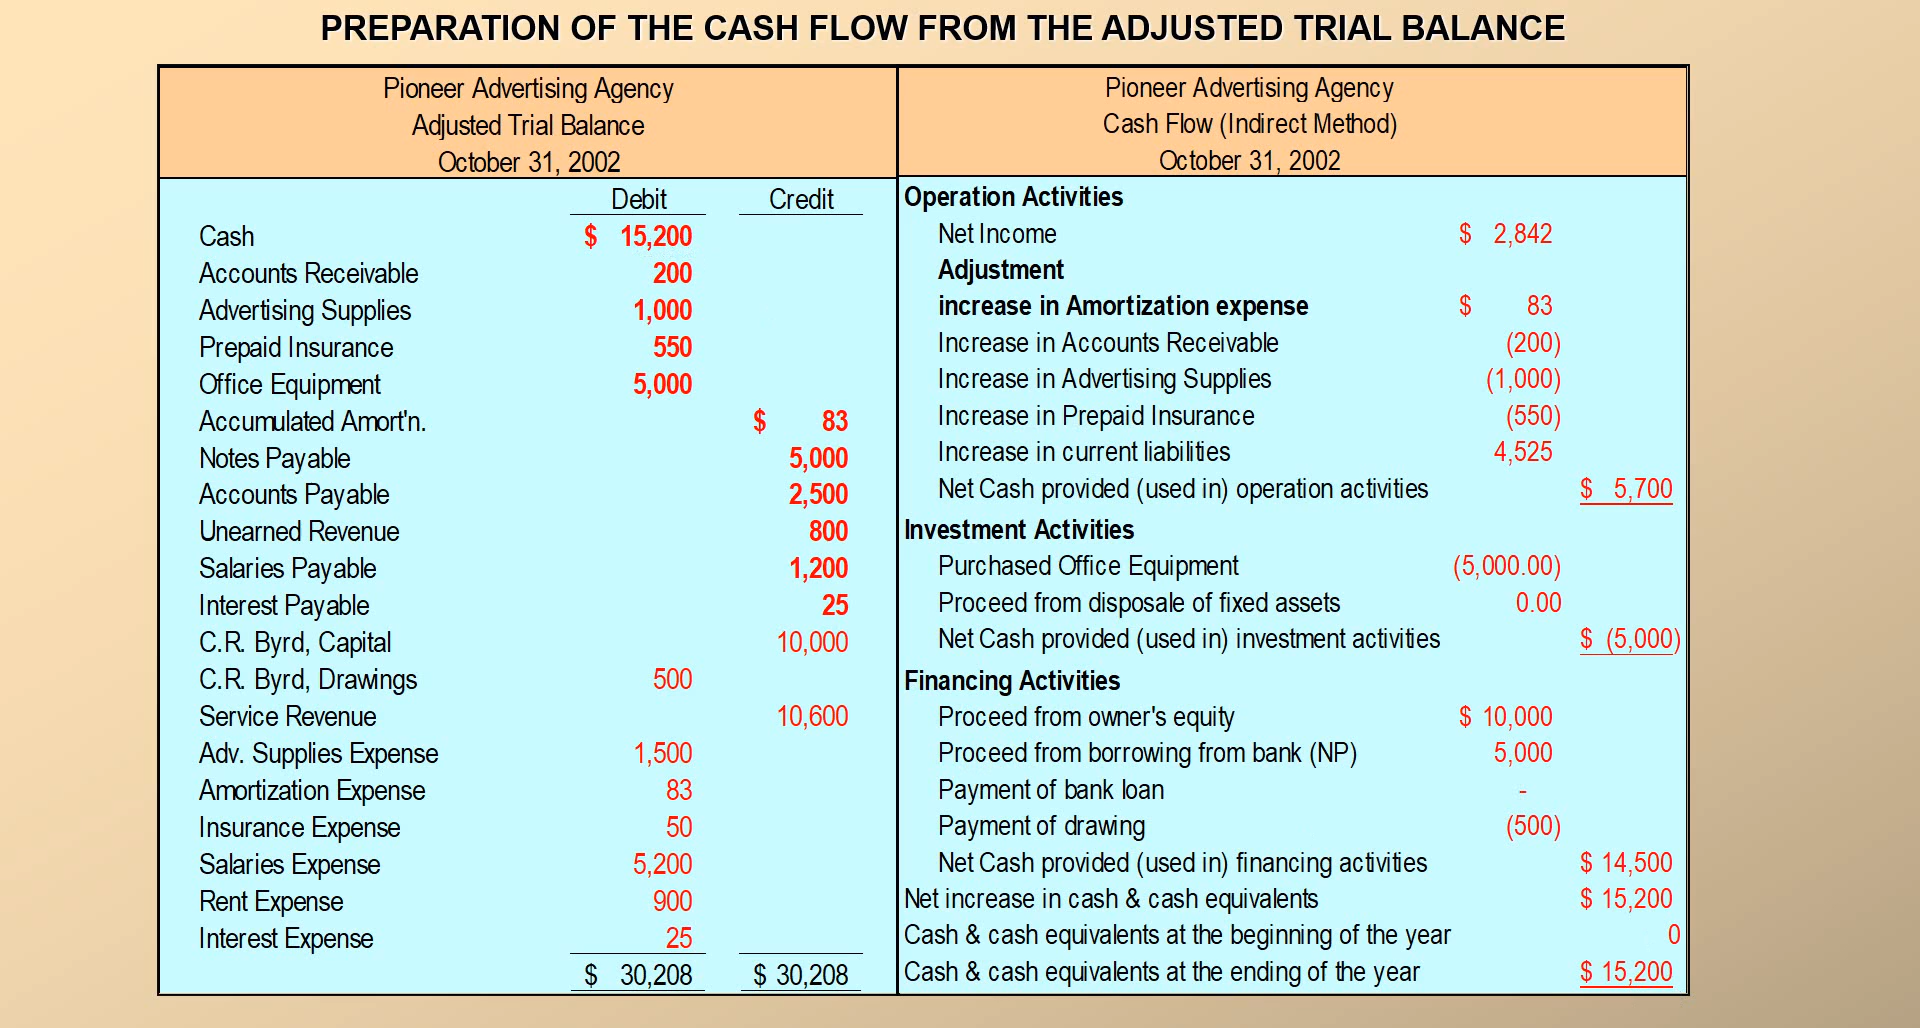 PREPARATION OF THE CASH FLOW FROM THE ADJUSTED TRIAL BALANCE
Pioneer Advertising Agency
Adjusted Trial Balance
October 31, 2002
Debit Credit
Cash $ 15,200
Accounts Receivable 200
Advertising Supplies 1,000
Prepaid Insurance 550
Office Equipment 5,000
Accumulated Amort'n. $ 83
Notes Payable 5,000
Accounts Payable 2,500
Unearned Revenue 800
Salaries Payable 1,200
Interest Payable 25
C.R. Byrd, Capital 10,000
C.R. Byrd, Drawings 500
Service Revenue 10,600
Adv. Supplies Expense 1,500
Amortization Expense 83
Insurance Expense 50
Salaries Expense 5,200
Rent Expense 900
Interest Expense 25
$ 30,208 $ 30,208
Pioneer Advertising Agency
Cash Flow (Indirect Method)
October 31, 2002
Operation Activities
Net Income $ 2,842
Adjustment
increase in Amortization expense $ 83
Increase in Accounts Receivable (200)
Increase in Advertising Supplies (1,000)
Increase in Prepaid Insurance (550)
Increase in current liabilities 4,525
Net Cash provided (used in) operation activities $ 5,700
Investment Activities
Purchased Office Equipment (5,000.00)
Proceed from disposale of fixed assets 0.00
Net Cash provided (used in) investment activities $ (5,000)
Financing Activities
Proceed from owner's equity $ 10,000
Proceed from borrowing from bank (NP) 5,000
Payment of bank loan -
Payment of drawing (500)
Net Cash provided (used in) financing activities $ 14,500
Net increase in cash & cash equivalents $ 15,200
Cash & cash equivalents at the beginning of the year 0
Cash & cash equivalents at the ending of the year $ 15,200